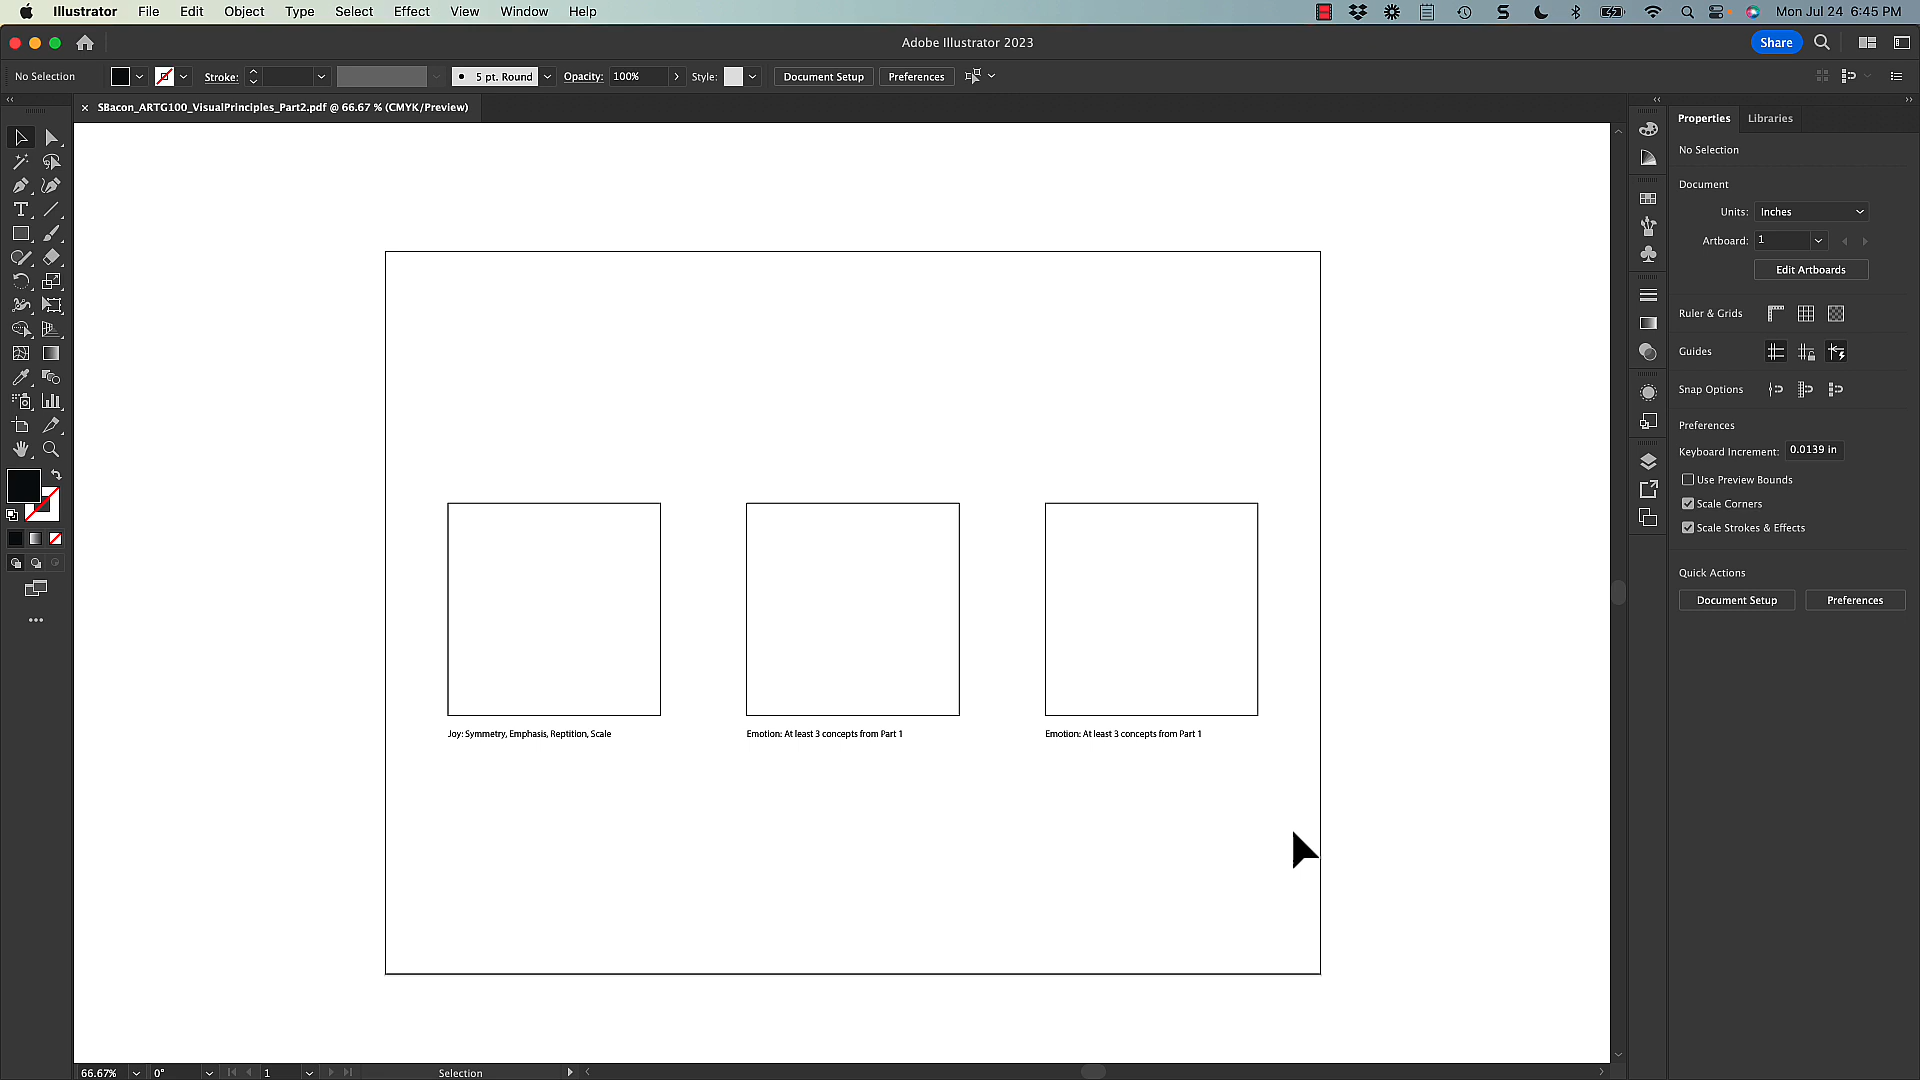 Illustrator File Edit Object Type Select Effect View Window Help Mon Jul 24 6:45 PM
Adobe Illustrator 2023 Share
No Selection Stroke: 5 pt. Round Opacity: 100% Style: Document Setup Preferences
SBacon_ARTG100_VisualPrinciples_Part2.pdf @ 66.67 % (CMYK/Preview)
Properties Libraries
No Selection
Document
Units: Inches
Artboard: 1
Edit Artboards
Ruler & Grids
Guides
Snap Options
Preferences
Keyboard Increment: 0.0139 in
Use Preview Bounds
Scale Corners
Scale Strokes & Effects
Quick Actions
Document Setup Preferences
Joy: Symmetry, Emphasis, Reptition, Scale
Emotion: At least 3 concepts from Part 1
Emotion: At least 3 concepts from Part 1
66.67% 0° 1 Selection